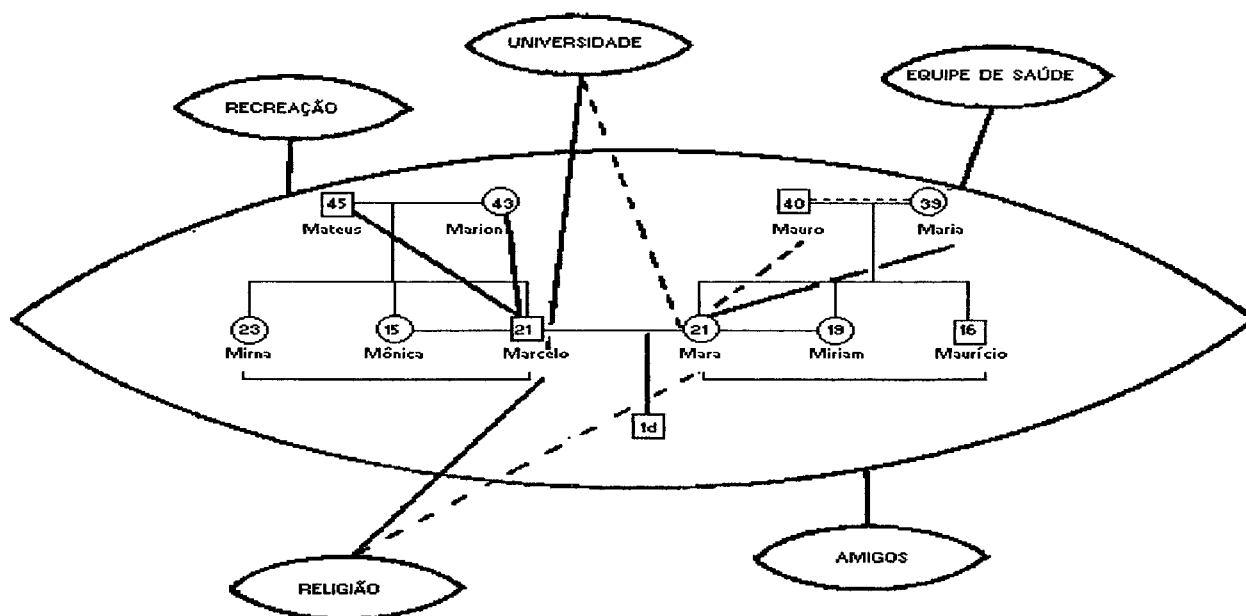 UNIVERSIDADE
EQUIPE DE SAÚDE
RECREAÇÃO
45
43
40
39
Mateus
Marion
Mauro
Maria
23
15
21
21
19
16
Mirna
Mônica
Marcelo
Mara
Miriam
Maurício
1d
AMIGOS
RELIGIÃO